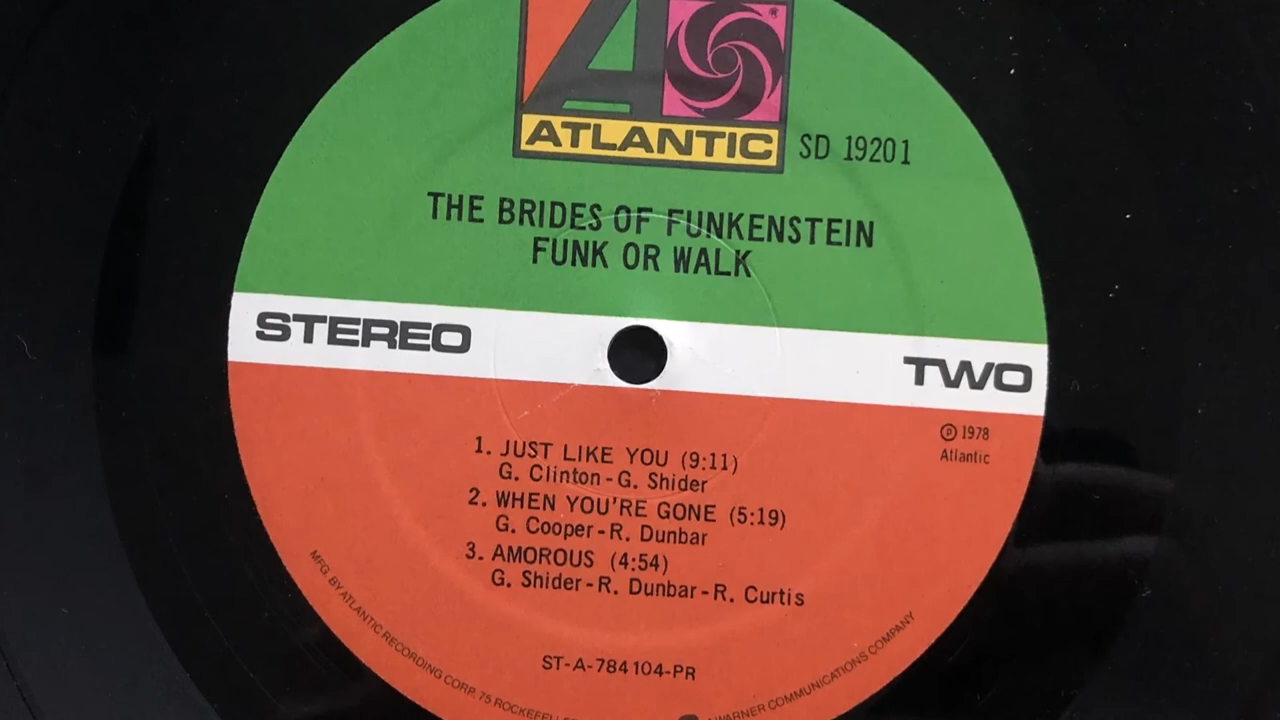 ATLANTIC
SD 19201
THE BRIDES OF FUNKENSTEIN
FUNK OR WALK
STEREO
TWO
℗ 1978
Atlantic
1. JUST LIKE YOU (9:11)
G. Clinton-G. Shider
2. WHEN YOU'RE GONE (5:19)
G. Cooper-R. Dunbar
3. AMOROUS (4:54)
G. Shider-R. Dunbar-R. Curtis
ST-A-784104-PR
MFG. BY ATLANTIC RECORDING CORP. 75
WARNER COMMUNICATIONS COMPANY